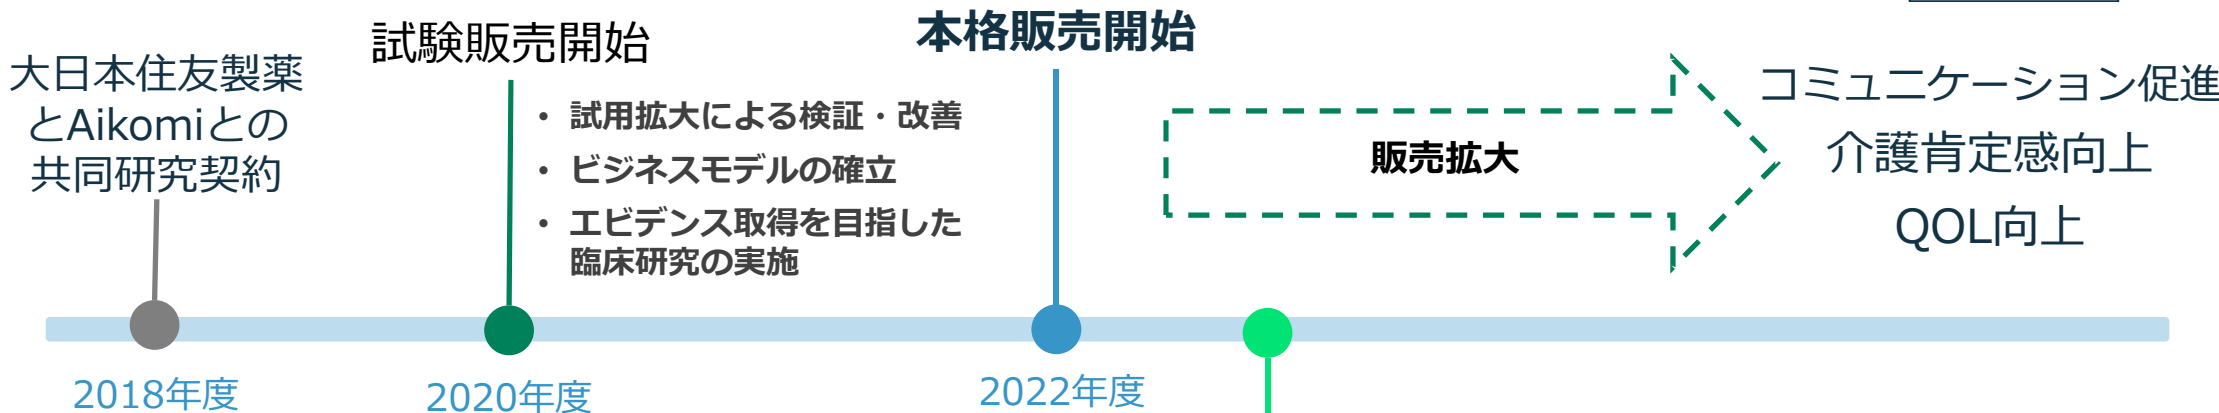 大日本住友製薬
とAikomiとの
共同研究契約
試験販売開始
・ 試用拡大による検証・改善
・ ビジネスモデルの確立
・ エビデンス取得を目指した
臨床研究の実施
本格販売開始
販売拡大
コミュニケーション促進
介護肯定感向上
QOL向上
2018年度
2020年度
2022年度